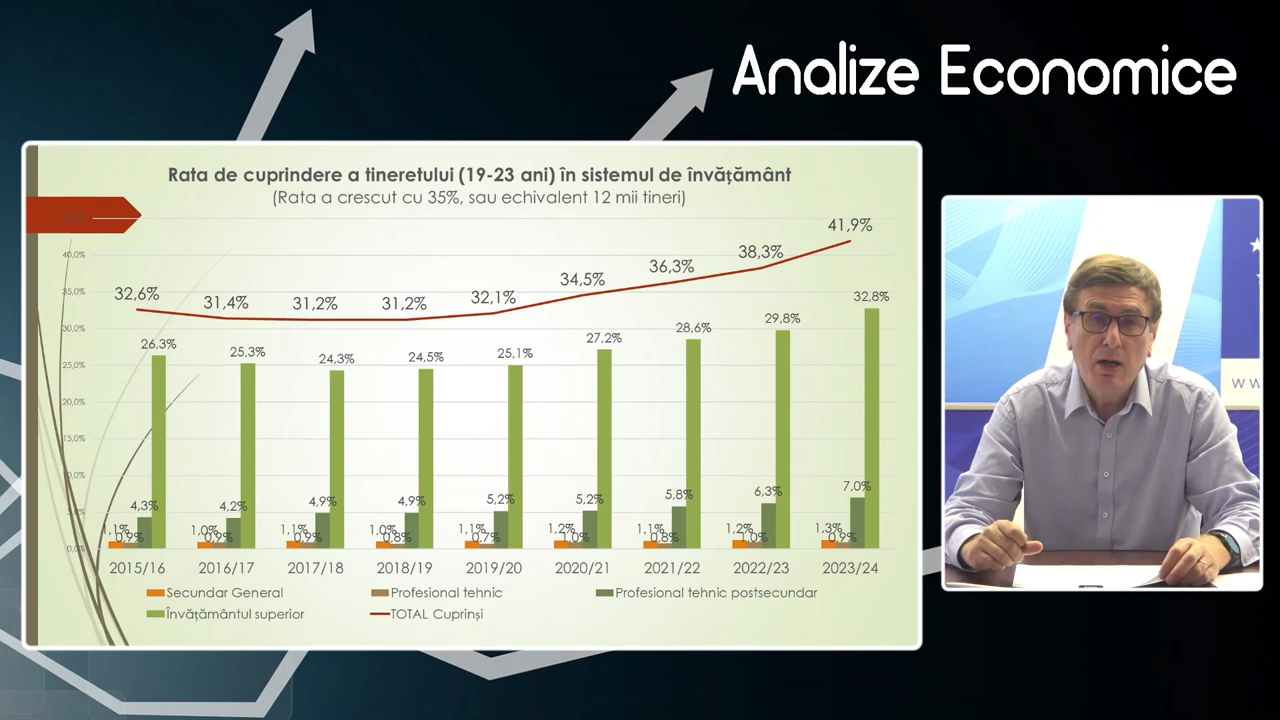 Analize Economice
Rata de cuprindere a tineretului (19-23 ani) în sistemul de învățământ
(Rata a crescut cu 35%, sau echivalent 12 mii tineri)
41,9%
38,3%
36,3%
34,5%
32,6% 31,4% 31,2% 31,2% 32,1%
40,0%
35,0%
30,0%
25,0%
20,0%
15,0%
0,0%
26,3% 25,3% 24,3% 24,5% 25,1% 27,2% 28,6% 29,8% 32,8%
4,3% 4,2% 4,9% 4,9% 5,2% 5,2% 5,8% 6,3% 7,0%
1,1% 1,0% 1,1% 1,0% 1,1% 1,2% 1,1% 1,2% 1,3%
0,9% 0,9% 0,9% 0,8% 0,7% 1,0% 0,8% 1,0% 0,9%
2015/16 2016/17 2017/18 2018/19 2019/20 2020/21 2021/22 2022/23 2023/24
Secundar General Profesional tehnic Profesional tehnic postsecundar
Învățământul superior TOTAL Cuprinși